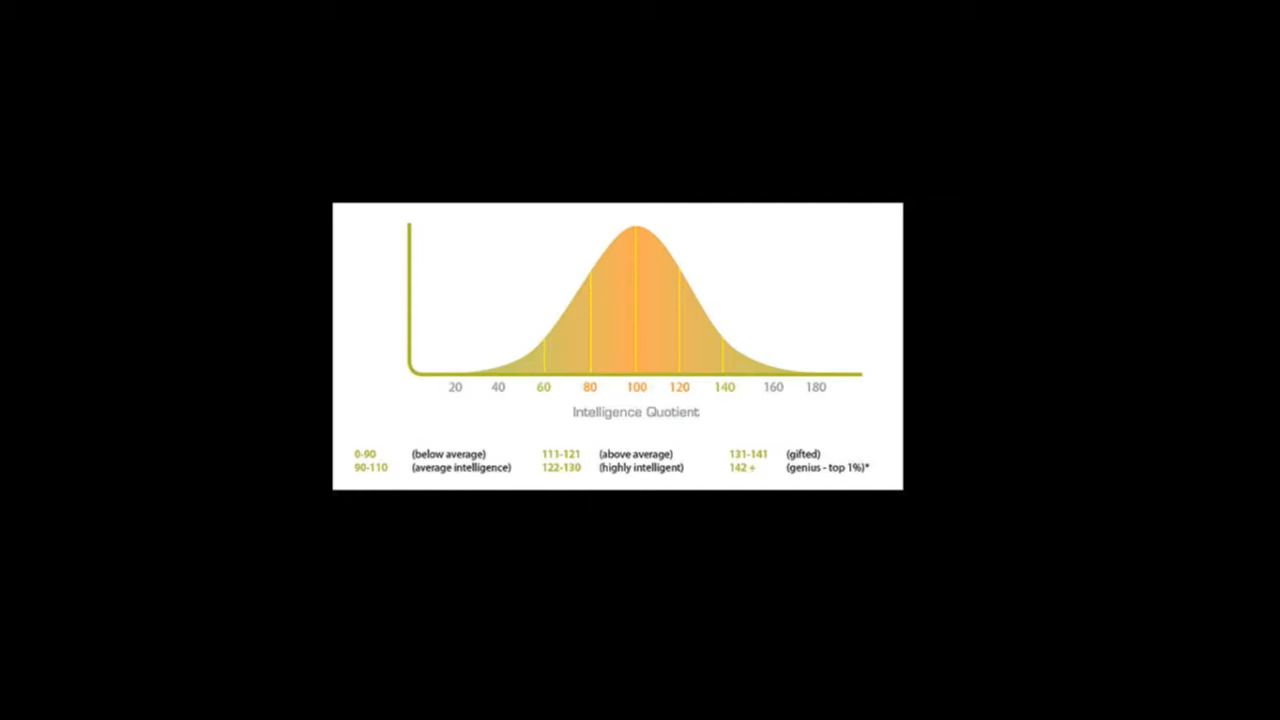 20 40 60 80 100 120 140 160 180
Intelligence Quotient
0-90 (below average) 111-121 (above average) 131-141 (gifted)
90-110 (average intelligence) 122-130 (highly intelligent) 142 + (genius - top 1%)*